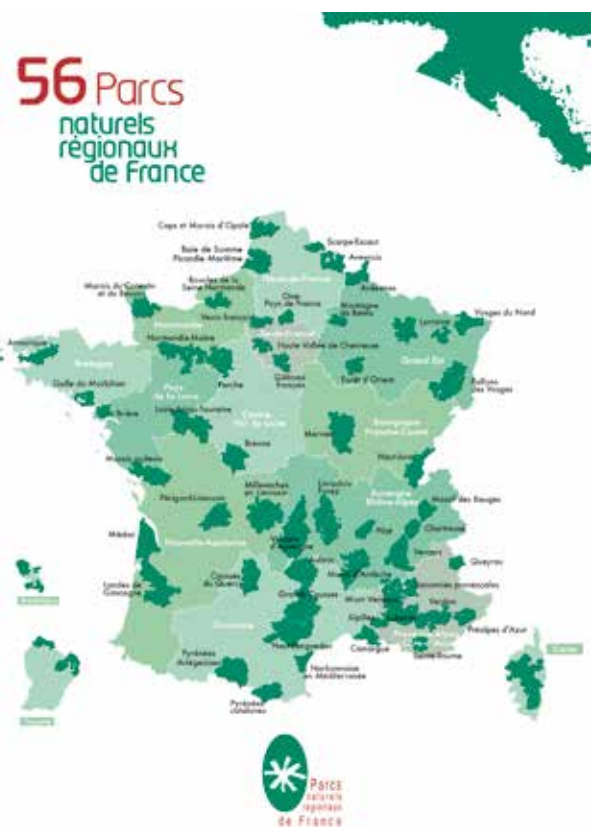 56 Parcs
naturels
régionaux
de France
Caps et Marais d'Opale
Scarpe-Escaut
Baie de Somme
Picardie Maritime
Avesnois
Boucles de la
Seine Normande
Hauts-de-France
Ardennes
Marais du Cotentin
et du Bessin
Oise
Pays de France
Montagne
de Reims
Vosges du Nord
Vexin français
Lorraine
Normandie
Armorique
Normandie-Maine
Haute Vallée de Chevreuse
Grand Est
Bretagne
Golfe du Morbihan
Pays
de la Loire
Perche
Gâtinais
français
Forêt d'Orient
Ballons
des Vosges
Brière
Loire-Anjou-Touraine
Centre
Val de Loire
Bourgogne
Franche-Comté
Morvan
Brenne
Haut-Jura
Marais poitevin
Millevaches
en Limousin
Livradois
Forez
Périgord-Limousin
Auvergne
Rhône-Alpes
Massif des Bauges
Chartreuse
Médoc
Pilat
Nouvelle-Aquitaine
Volcans
d'Auvergne
Vercors
Queyras
Aubrac
Landes de
Gascogne
Causses
du Quercy
Monts d'Ardèche
Baronnies provençales
Grands Causses
Mont Ventoux
Verdon
Occitanie
Alpilles
Luberon
Préalpes d'Azur
Haut-Languedoc
Camargue
Sainte-Baume
Corse
Pyrénées
Ariégeoises
Narbonnaise
en Méditerranée
Guyane
Pyrénées
catalanes
Parcs
naturels
régionaux
de France